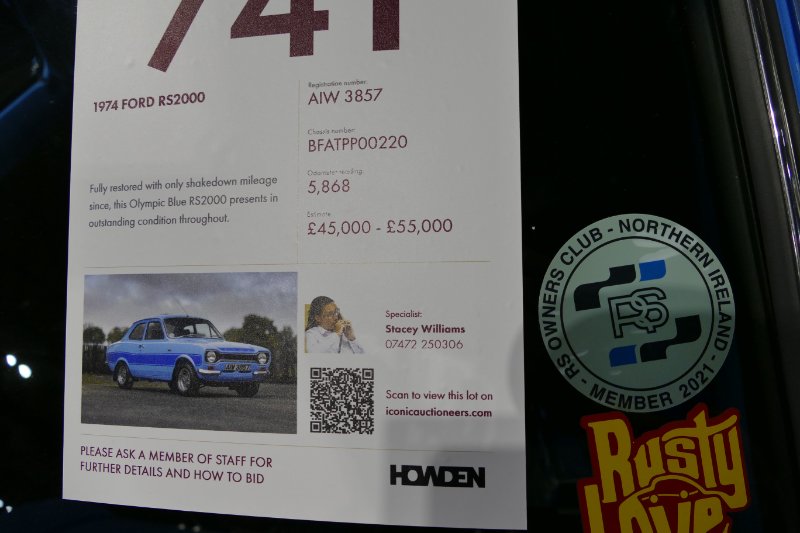 741
1974 FORD RS2000
Registration number:
AIW 3857
Chassis number:
BFATPP00220
Odometer reading:
5,868
Estimate:
£45,000 - £55,000
Fully restored with only shakedown mileage
since, this Olympic Blue RS2000 presents in
outstanding condition throughout.
Specialist:
Stacey Williams
07472 250306
Scan to view this lot on
iconicauctioneers.com
PLEASE ASK A MEMBER OF STAFF FOR
FURTHER DETAILS AND HOW TO BID
HOWDEN
RS OWNERS CLUB - NORTHERN IRELAND
- MEMBER 2021 -
RS
Rusty
Love